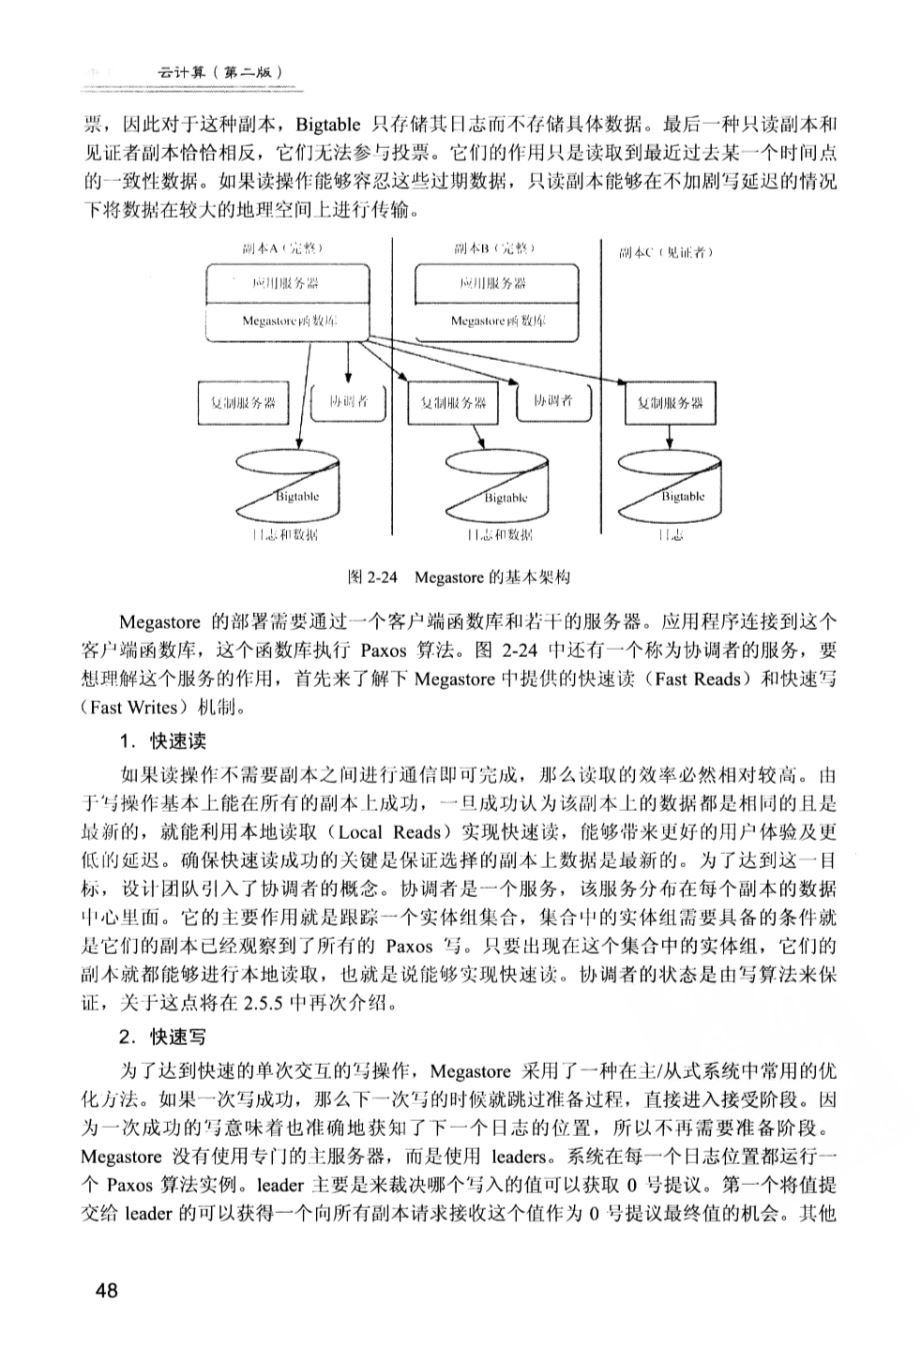 云计算（第二版）
票，因此对于这种副本，Bigtable 只存储其日志而不存储具体数据。最后一种只读副本和
见证者副本恰恰相反，它们无法参与投票。它们的作用只是读取到最近过去某一个时间点
的一致性数据。如果读操作能够容忍这些过期数据，只读副本能够在不加剧写延迟的情况
下将数据在较大的地理空间上进行传输。
副本A（完整） 副本B（完整） 副本C（见证者）
应用服务器 应用服务器
Megastore函数库 Megastore函数库
复制服务器 协调者 复制服务器 协调者 复制服务器
Bigtable Bigtable Bigtable
日志和数据 日志和数据 日志
图 2-24 Megastore 的基本架构
Megastore 的部署需要通过一个客户端函数库和若干的服务器。应用程序连接到这个
客户端函数库，这个函数库执行 Paxos 算法。图 2-24 中还有一个称为协调者的服务，要
想理解这个服务的作用，首先来了解下 Megastore 中提供的快速读（Fast Reads）和快速写
（Fast Writes）机制。
1．快速读
如果读操作不需要副本之间进行通信即可完成，那么读取的效率必然相对较高。由
于写操作基本上能在所有的副本上成功，一旦成功认为该副本上的数据都是相同的且是
最新的，就能利用本地读取（Local Reads）实现快速读，能够带来更好的用户体验及更
低的延迟。确保快速读成功的关键是保证选择的副本上数据是最新的。为了达到这一目
标，设计团队引入了协调者的概念。协调者是一个服务，该服务分布在每个副本的数据
中心里面。它的主要作用就是跟踪一个实体组集合，集合中的实体组需要具备的条件就
是它们的副本已经观察到了所有的 Paxos 写。只要出现在这个集合中的实体组，它们的
副本就都能够进行本地读取，也就是说能够实现快速读。协调者的状态是由写算法来保
证，关于这点将在 2.5.5 中再次介绍。
2．快速写
为了达到快速的单次交互的写操作，Megastore 采用了一种在主/从式系统中常用的优
化方法。如果一次写成功，那么下一次写的时候就跳过准备过程，直接进入接受阶段。因
为一次成功的写意味着也准确地获知了下一个日志的位置，所以不再需要准备阶段。
Megastore 没有使用专门的主服务器，而是使用 leaders。系统在每一个日志位置都运行一
个 Paxos 算法实例。leader 主要是来裁决哪个写入的值可以获取 0 号提议。第一个将值提
交给 leader 的可以获得一个向所有副本请求接收这个值作为 0 号提议最终值的机会。其他
48